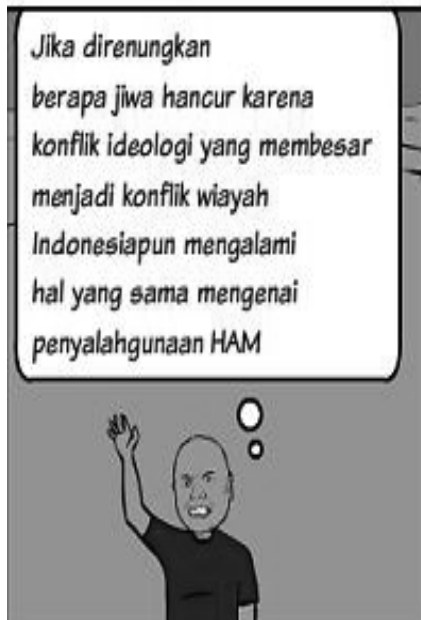 Jika direnungkan
berapa jiwa hancur karena
konflik ideologi yang membesar
menjadi konflik wiayah
Indonesiapun mengalami
hal yang sama mengenai
penyalahgunaan HAM